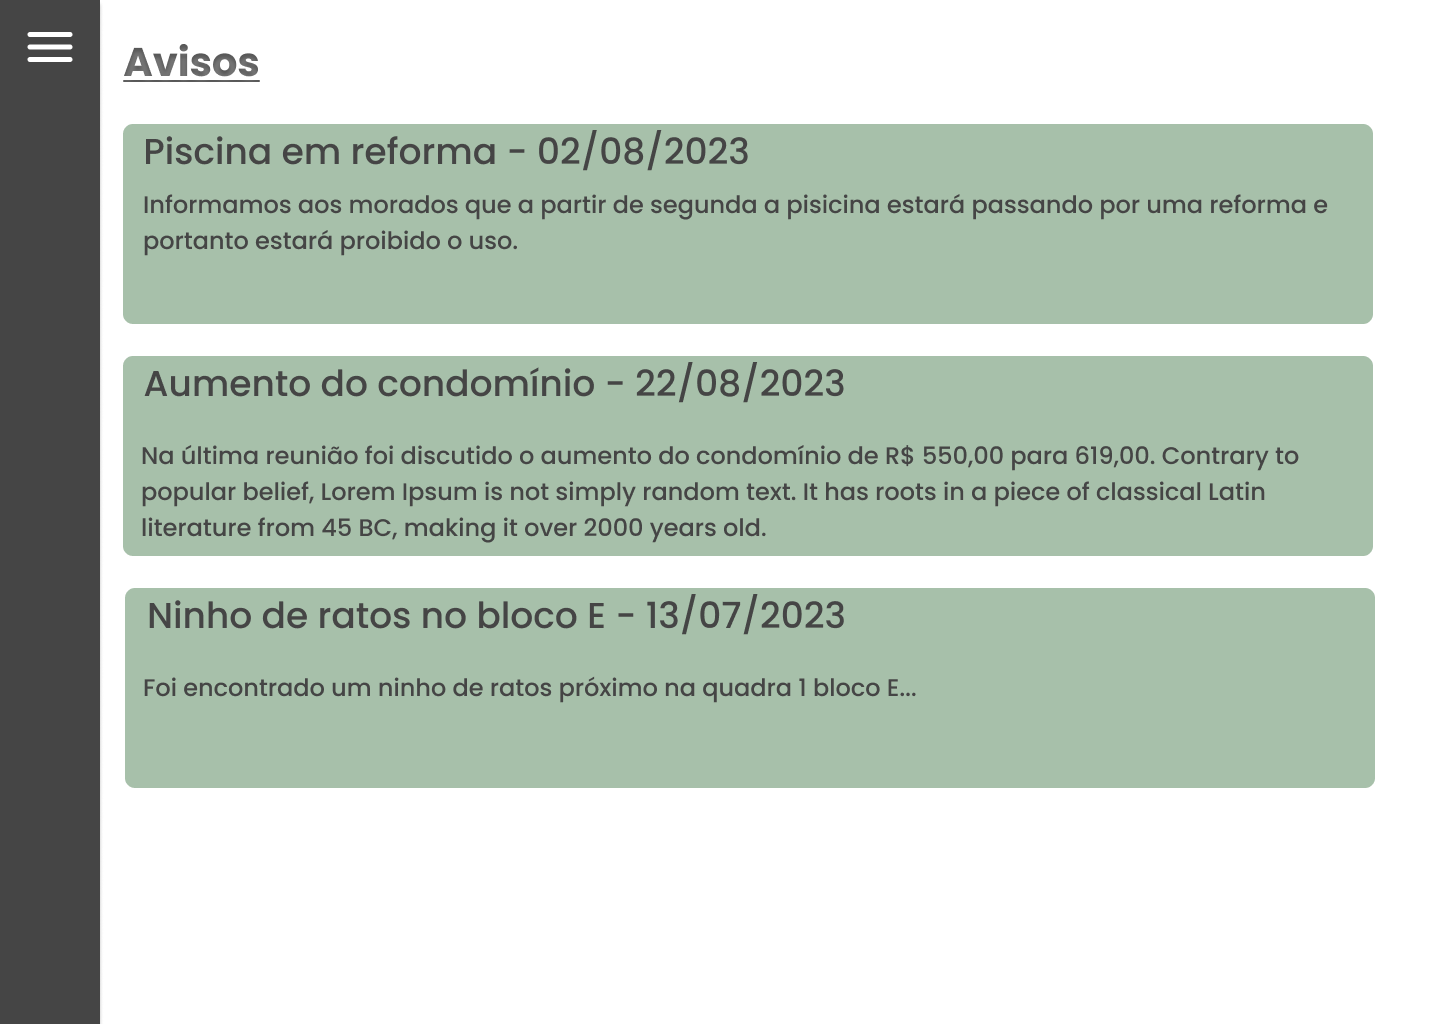 Avisos
Piscina em reforma - 02/08/2023
Informamos aos morados que a partir de segunda a pisicina estará passando por uma reforma e
portanto estará proibido o uso.
Aumento do condomínio - 22/08/2023
Na última reunião foi discutido o aumento do condomínio de R$ 550,00 para 619,00. Contrary to
popular belief, Lorem Ipsum is not simply random text. It has roots in a piece of classical Latin
literature from 45 BC, making it over 2000 years old.
Ninho de ratos no bloco E - 13/07/2023
Foi encontrado um ninho de ratos próximo na quadra 1 bloco E...